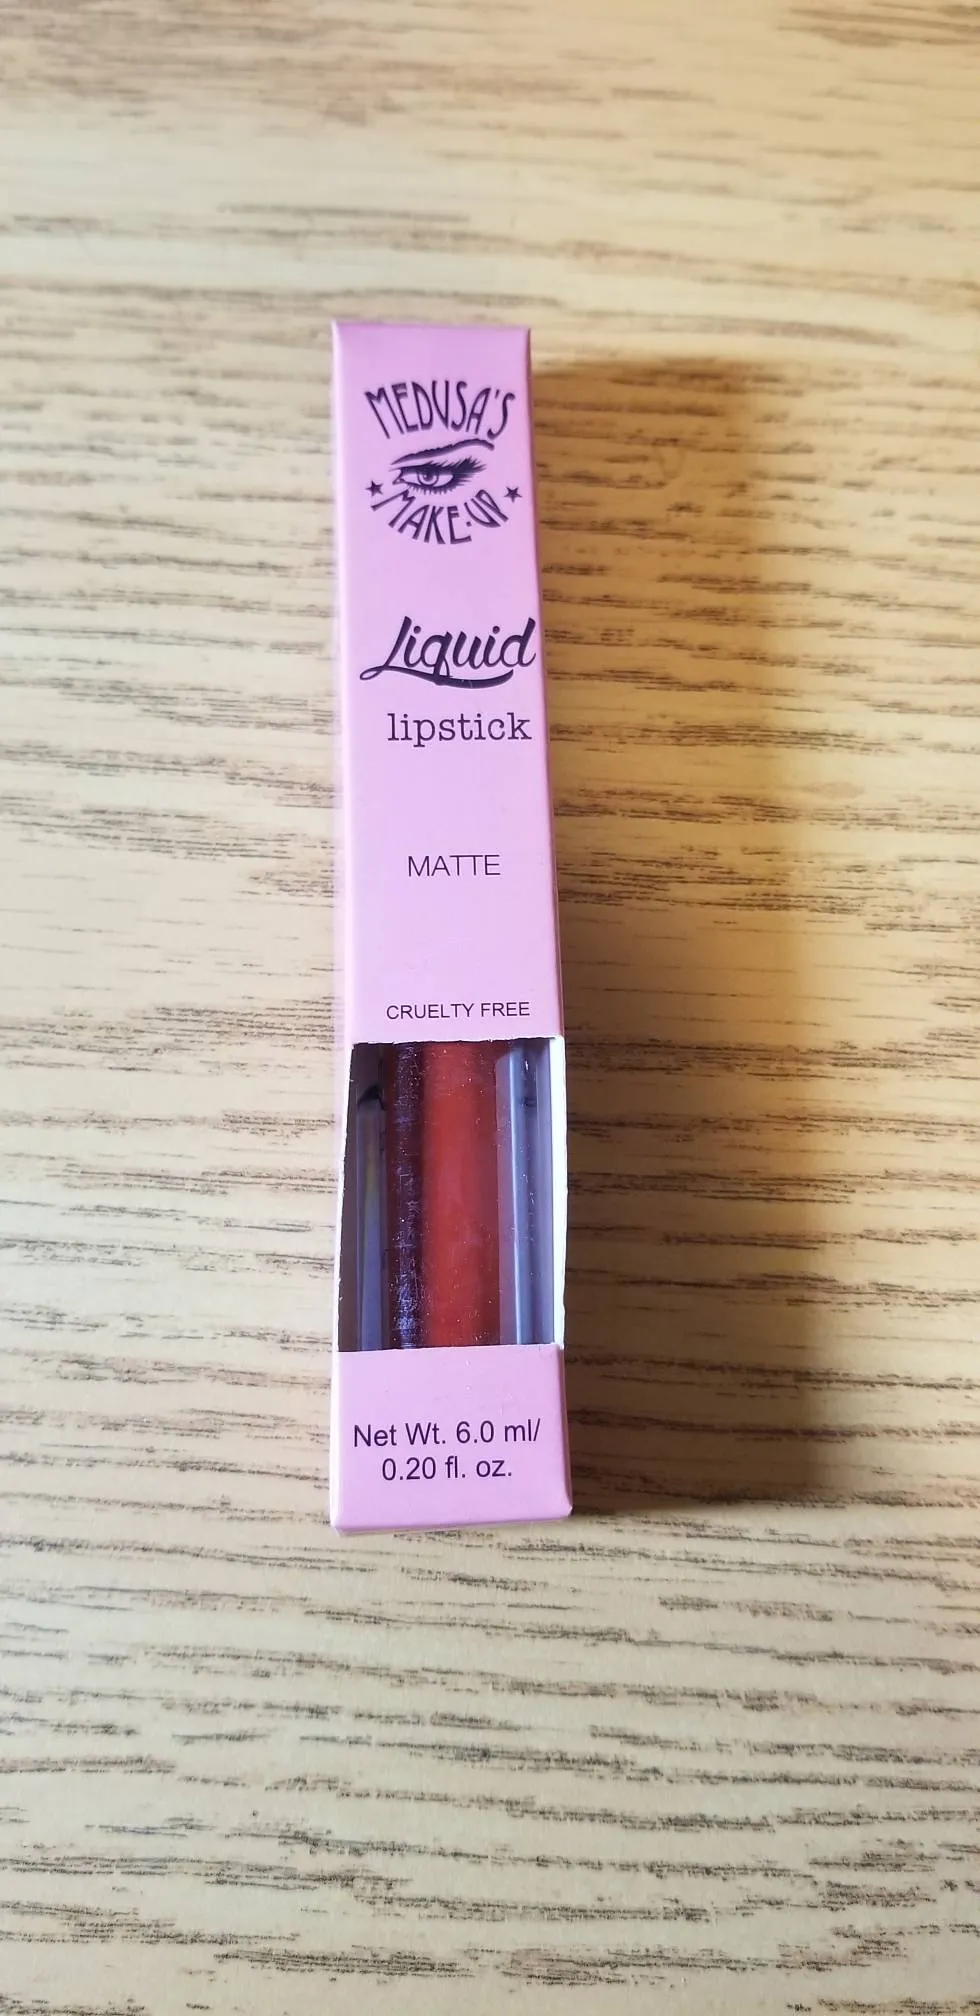 MEDUSA'S
MAKE-UP
Liquid
lipstick
MATTE
CRUELTY FREE
Net Wt. 6.0 ml/
0.20 fl. oz.